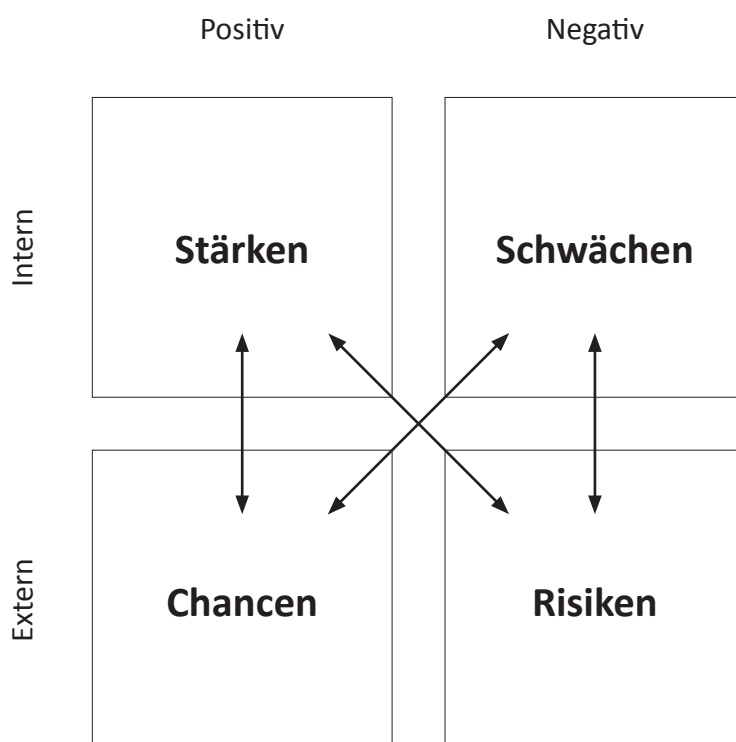 Positiv
Negativ
Intern
Stärken
Schwächen
Extern
Chancen
Risiken